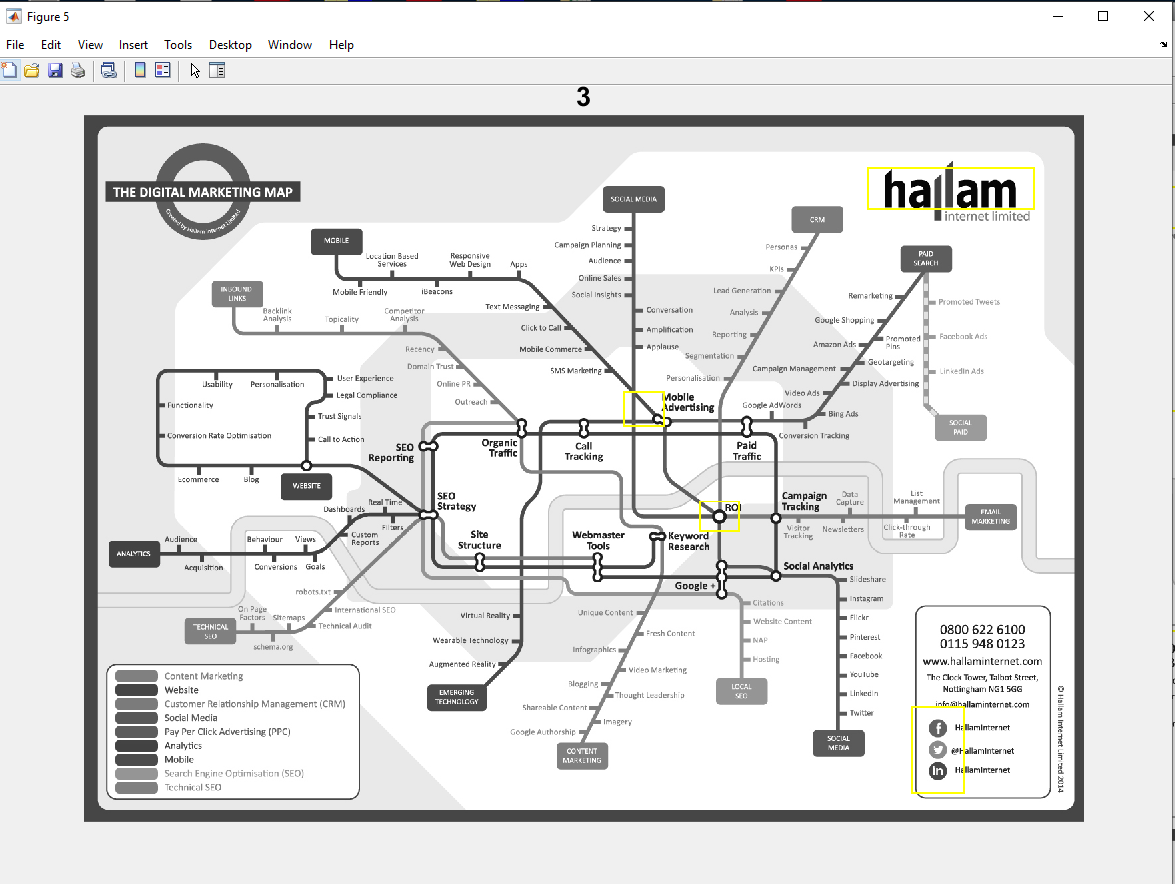 Figure 5
File Edit View Insert Tools Desktop Window Help
3
THE DIGITAL MARKETING MAP
Created by Hallam Internet Limited
hallam
internet limited
SOCIAL MEDIA
Strategy
Campaign Planning
Audience
Online Sales
Social Insights
Conversation
Amplification
Applause
CRM
Personas
KPIs
Lead Generation
Analysis
Reporting
Segmentation
Personalisation
PAID
SEARCH
Remarketing
Google Shopping
Promoted
Pins
Amazon Ads
Geotargeting
Campaign Management
Display Advertising
Video Ads
Bing Ads
Google AdWords
Conversion Tracking
Promoted Tweets
Facebook Ads
LinkedIn Ads
SOCIAL
PAID
MOBILE
Location Based
Services
Responsive
Web Design
Apps
Mobile Friendly
iBeacons
Text Messaging
Click to Call
Mobile Commerce
SMS Marketing
INBOUND
LINKS
Backlink
Analysis
Topicality
Competitor
Analysis
Recency
Domain Trust
Online PR
Outreach
Usability
Personalisation
User Experience
Legal Compliance
Functionality
Trust Signals
Conversion Rate Optimisation
Call to Action
Ecommerce
Blog
WEBSITE
Mobile
Advertising
SEO
Reporting
Organic
Traffic
Call
Tracking
Paid
Traffic
SEO
Strategy
ROI
Campaign
Tracking
Visitor
Tracking
Data
Capture
Newsletters
List
Management
Click-through
Rate
EMAIL
MARKETING
Real Time
Dashboards
Filters
Custom
Reports
ANALYTICS
Audience
Acquisition
Behaviour
Conversions
Views
Goals
Site
Structure
Webmaster
Tools
Keyword
Research
Google +
Social Analytics
robots.txt
International SEO
On-Page
Factors
Sitemaps
Technical Audit
schema.org
TECHNICAL
SEO
Virtual Reality
Wearable Technology
Augmented Reality
EMERGING
TECHNOLOGY
Unique Content
Fresh Content
Infographics
Video Marketing
Blogging
Thought Leadership
Shareable Content
Imagery
Google Authorship
CONTENT
MARKETING
Citations
Website Content
NAP
Hosting
LOCAL
SEO
Slideshare
Instagram
Flickr
Pinterest
Facebook
YouTube
LinkedIn
Twitter
SOCIAL
MEDIA
Content Marketing
Website
Customer Relationship Management (CRM)
Social Media
Pay Per Click Advertising (PPC)
Analytics
Mobile
Search Engine Optimisation (SEO)
Technical SEO
0800 622 6100
0115 948 0123
www.hallaminternet.com
The Clock Tower, Talbot Street,
Nottingham NG1 5GG
info@hallaminternet.com
f HallamInternet
@HallamInternet
in HallamInternet
© Hallam Internet Limited 2014